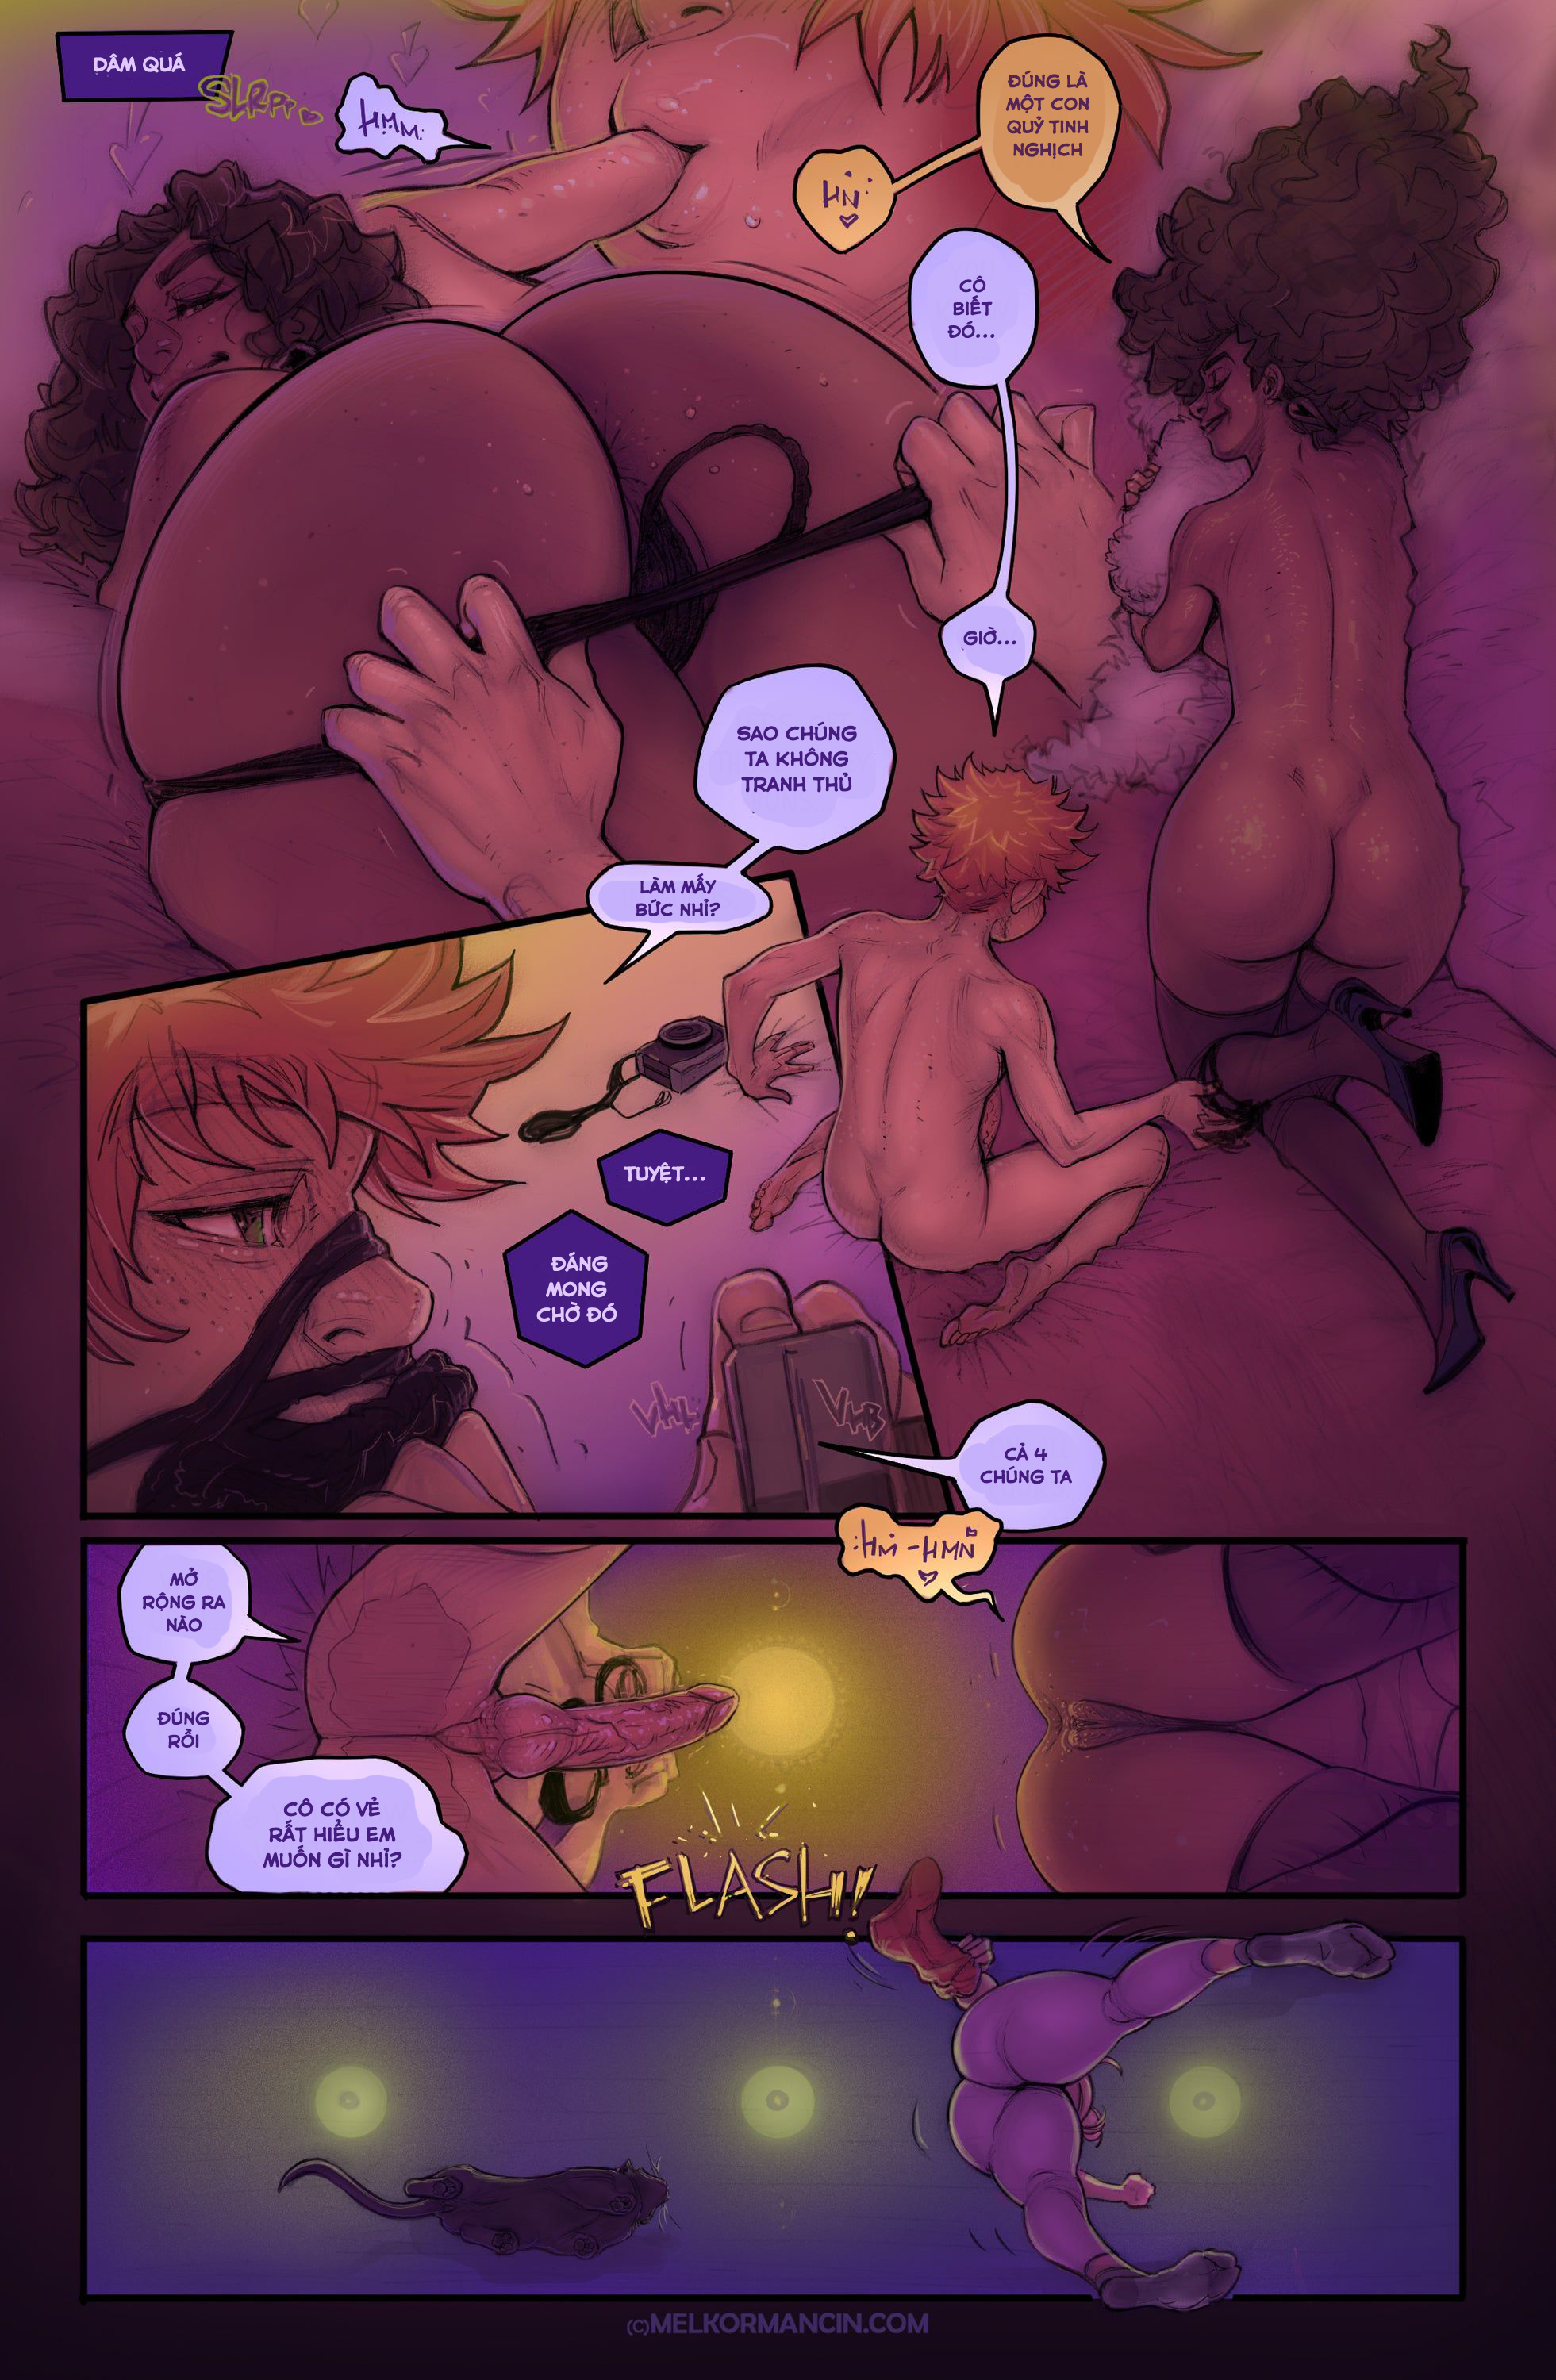 DÂM QUÁ
SLRPP
HMM
ĐÚNG LÀ
MỘT CON
QUỶ TINH
NGHỊCH
HN
CÔ
BIẾT
ĐÓ...
GIỜ...
SAO CHÚNG
TA KHÔNG
TRANH THỦ
LÀM MẤY
BỨC NHỈ?
TUYỆT...
ĐÁNG
MONG
CHỜ ĐÓ
CẢ 4
CHÚNG TA
HM-HMN
MỞ
RỘNG RA
NÀO
ĐÚNG
RỒI
CÔ CÓ VẺ
RẤT HIỂU EM
MUỐN GÌ NHỈ?
FLASH!!
(C)MELKORMANCIN.COM